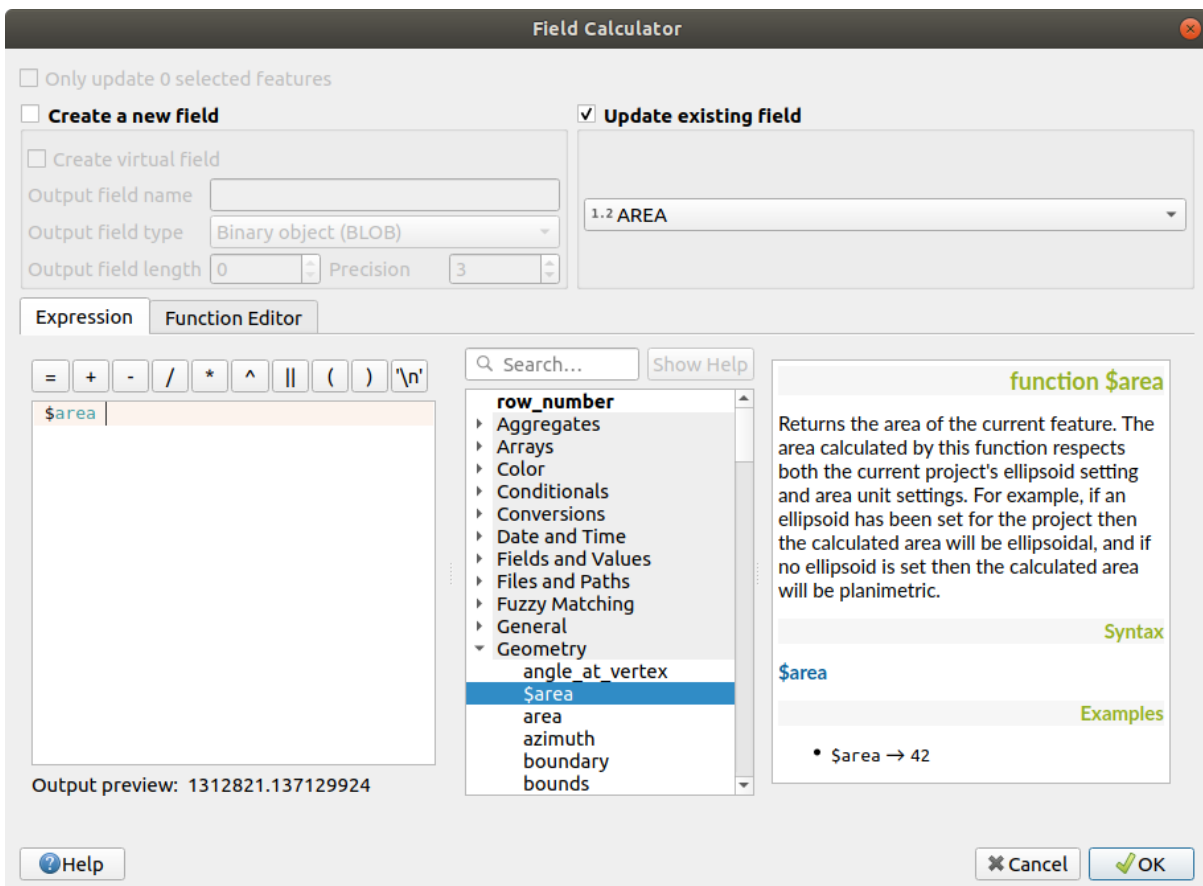 Field Calculator
Only update 0 selected features
Create a new field
Update existing field
Create virtual field
Output field name
Output field type Binary object (BLOB)
Output field length 0 Precision 3
1.2 AREA
Expression Function Editor
= + - / * ^ || ( ) '\n'
$area
Output preview: 1312821.137129924
Search... Show Help
row_number
Aggregates
Arrays
Color
Conditionals
Conversions
Date and Time
Fields and Values
Files and Paths
Fuzzy Matching
General
Geometry
angle_at_vertex
$area
area
azimuth
boundary
bounds
function $area
Returns the area of the current feature. The
area calculated by this function respects
both the current project's ellipsoid setting
and area unit settings. For example, if an
ellipsoid has been set for the project then
the calculated area will be ellipsoidal, and if
no ellipsoid is set then the calculated area
will be planimetric.
Syntax
$area
Examples
• $area → 42
Help
Cancel
OK